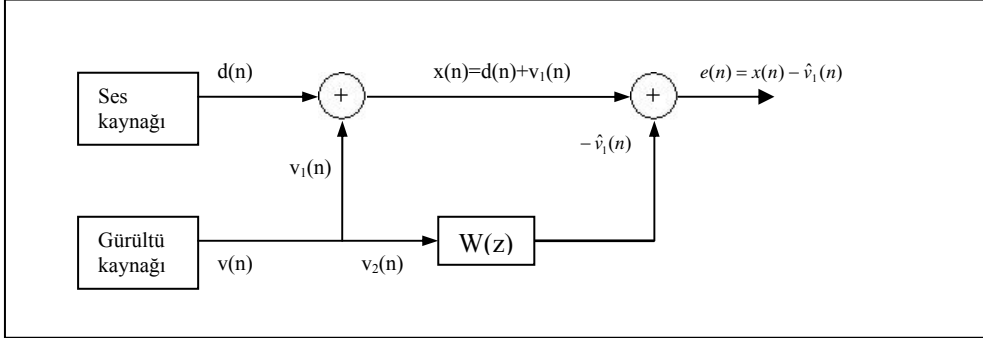 d(n)
x(n)=d(n)+v₁(n)
e(n) = x(n) − v̂₁(n)
Ses
kaynağı
+
+
− v̂₁(n)
v₁(n)
Gürültü
kaynağı
v(n)
v₂(n)
W(z)